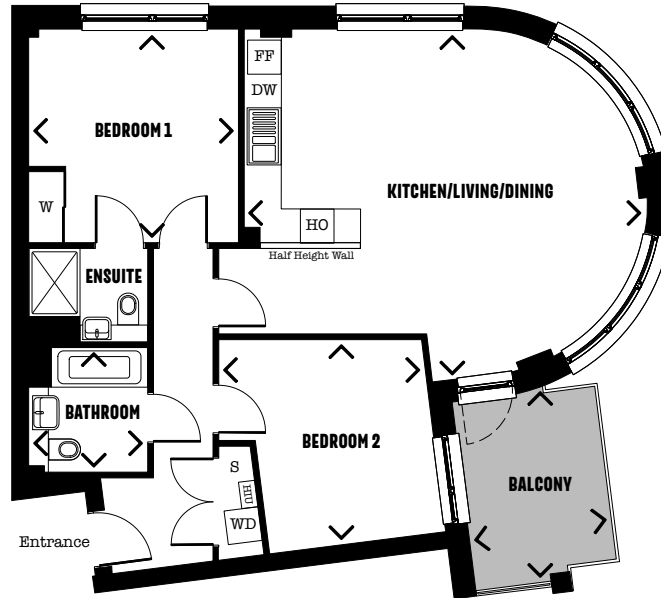 FF
DW
BEDROOM 1
KITCHEN/LIVING/DINING
W
HO
Half Height Wall
ENSUITE
BATHROOM
BEDROOM 2
S
HIU
WD
BALCONY
Entrance